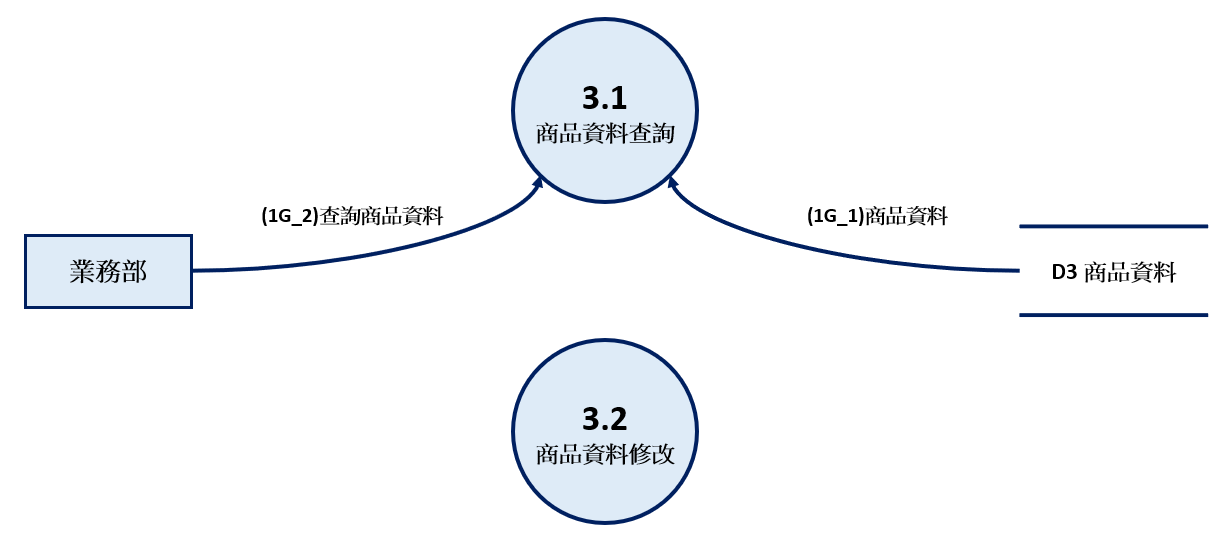 3.1
商品資料查詢
(1G_2)查詢商品資料
(1G_1)商品資料
業務部
D3 商品資料
3.2
商品資料修改